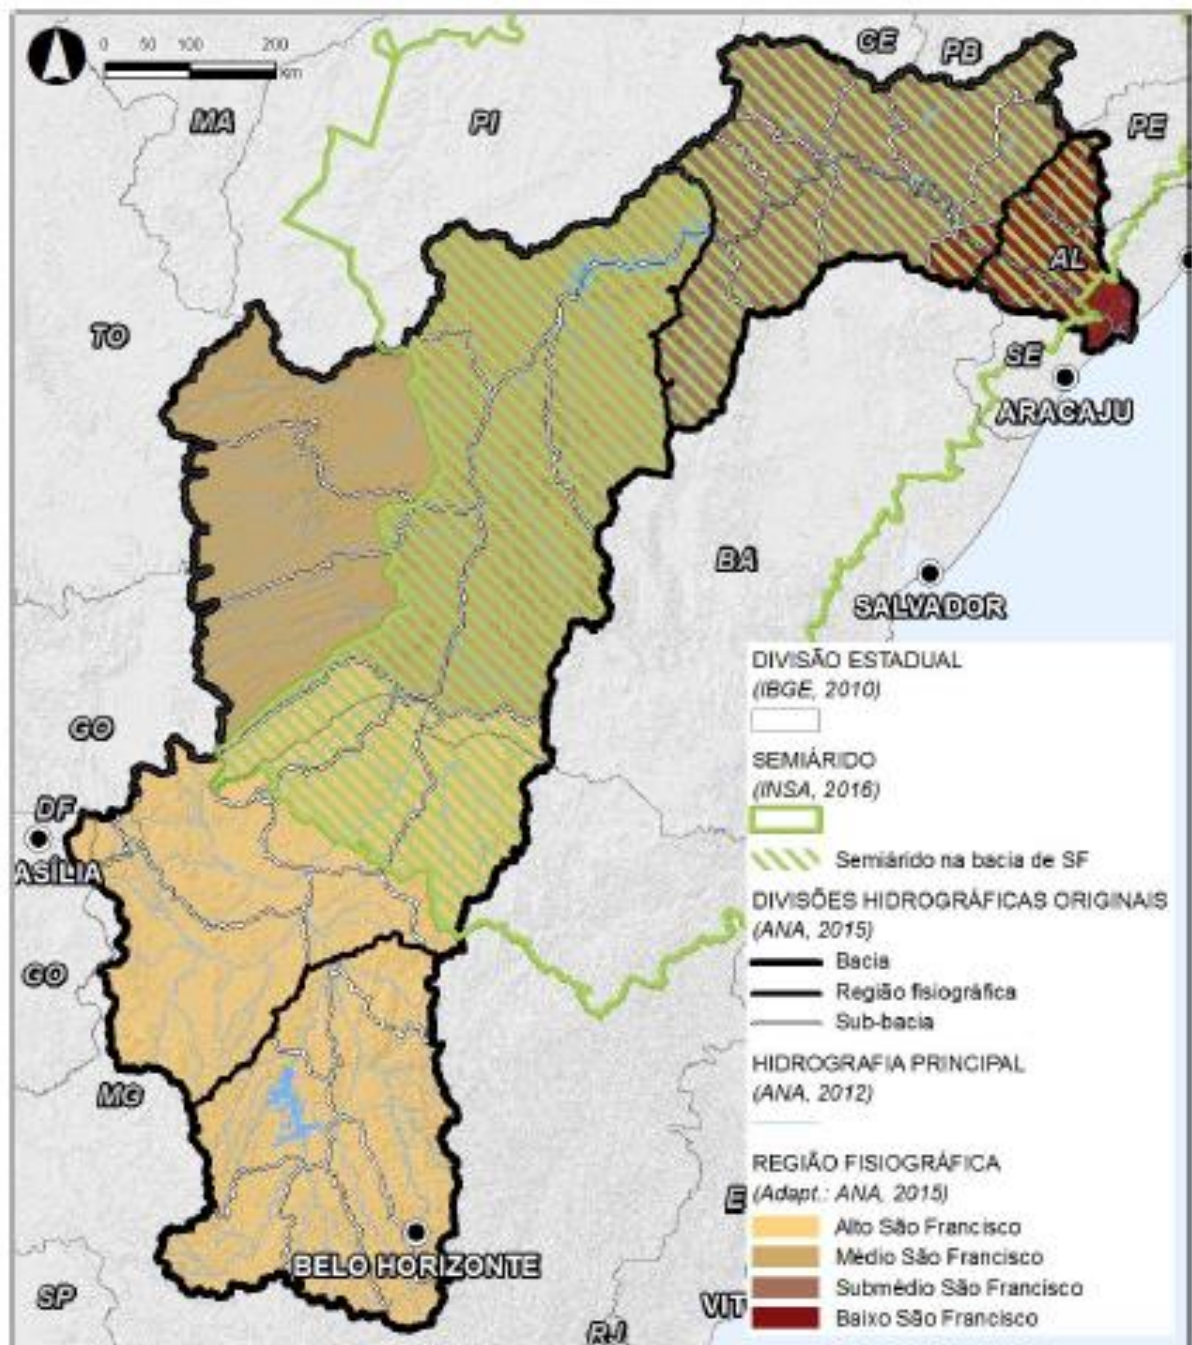 0 50 100 200
km
CE
PB
MA
PI
PE
AL
TO
SE
ARACAJU
BA
SALVADOR
DIVISÃO ESTADUAL
(IBGE, 2010)
GO
SEMIÁRIDO
(INSA, 2016)
DF
ASÍLIA
Semiárido na bacia de SF
DIVISÕES HIDROGRÁFICAS ORIGINAIS
(ANA, 2015)
Bacia
GO
Região fisiográfica
Sub-bacia
HIDROGRAFIA PRINCIPAL
(ANA, 2012)
MG
REGIÃO FISIOGRÁFICA
(Adapt.: ANA, 2015)
E
Alto São Francisco
BELO HORIZONTE
Médio São Francisco
Submédio São Francisco
SP
VIT
Baixo São Francisco
RJ